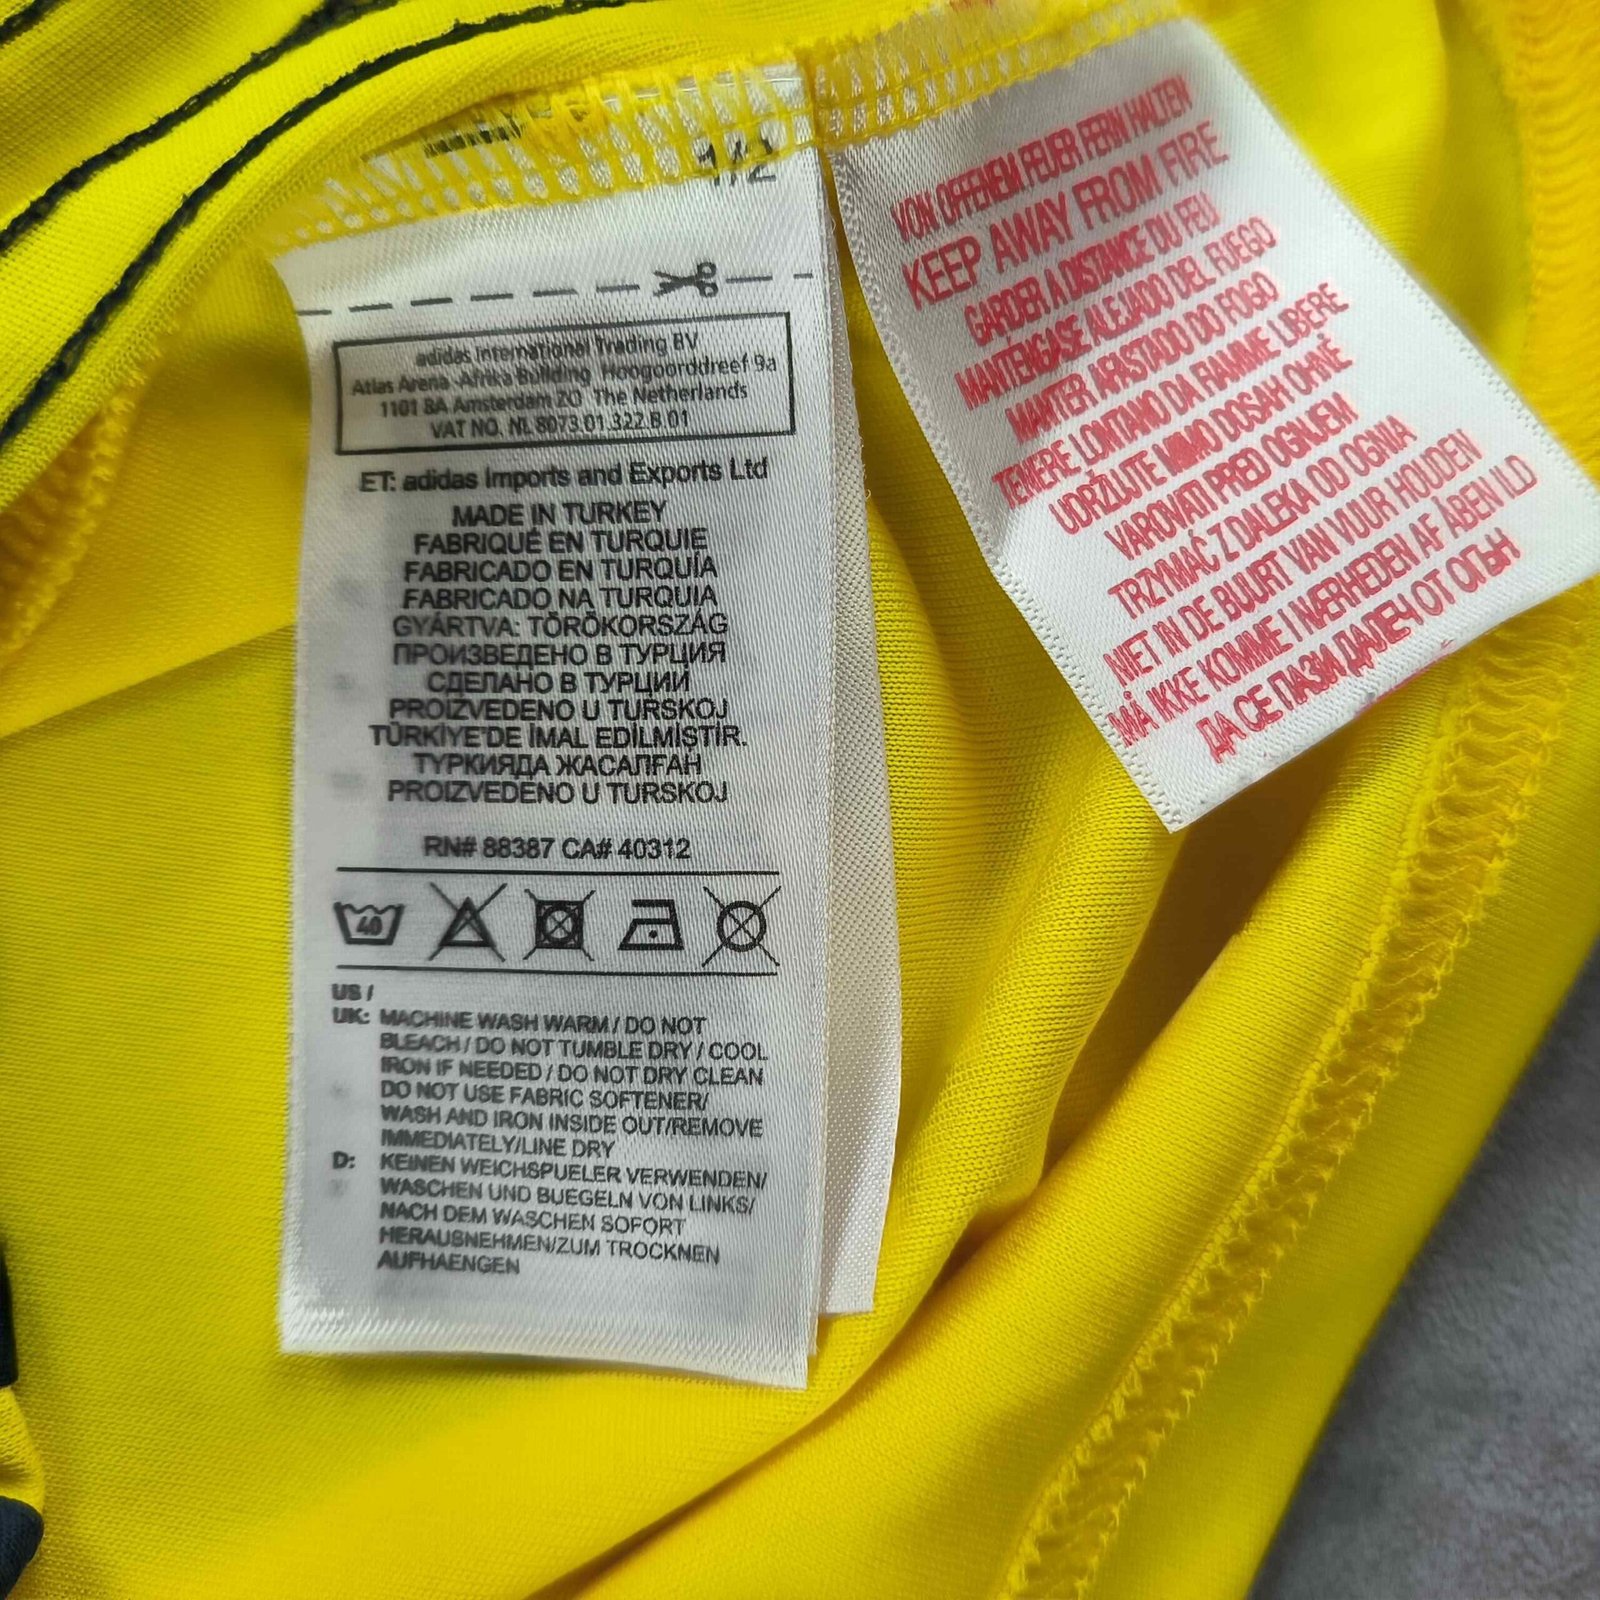 1/2
adidas International Trading BV
Atlas Arena Afrika Building Hoogoorddreef 9a
1101 BA Amsterdam ZO The Netherlands
VAT NO. NL 8073.01.322.B.01
ET: adidas Imports and Exports Ltd
MADE IN TURKEY
FABRIQUÉ EN TURQUIE
FABRICADO EN TURQUÍA
FABRICADO NA TURQUIA
GYÁRTVA: TÖRÖKORSZÁG
ПРОИЗВЕДЕНО В ТУРЦИЯ
СДЕЛАНО В ТУРЦИИ
PROIZVEDENO U TURSKOJ
TÜRKİYE'DE İMAL EDİLMİŞTİR.
ТУРКИЯДА ЖАСАЛҒАН
PROIZVEDENO U TURSKOJ
RN# 88387 CA# 40312
40
US /
UK: MACHINE WASH WARM / DO NOT
BLEACH / DO NOT TUMBLE DRY / COOL
IRON IF NEEDED / DO NOT DRY CLEAN
DO NOT USE FABRIC SOFTENER/
WASH AND IRON INSIDE OUT/REMOVE
IMMEDIATELY/LINE DRY
D: KEINEN WEICHSPUELER VERWENDEN/
WASCHEN UND BUEGELN VON LINKS/
NACH DEM WASCHEN SOFORT
HERAUSNEHMEN/ZUM TROCKNEN
AUFHAENGEN
VON OFFENEM FEUER FERN HALTEN
KEEP AWAY FROM FIRE
GARDER A DISTANCE DU FEU
MANTENGASE ALEJADO DEL FUEGO
MANTER AFASTADO DO FOGO
TENERE LONTANO DA FIAMME LIBERE
UDRŽUJTE MIMO DOSAH OHNĚ
VAROVATI PRED OGNJEM
TRZYMAĆ Z DALEKA OD OGNIA
NIET IN DE BUURT VAN VUUR HOUDEN
MÅ IKKE KOMME I NÆRHEDEN AF ÅBEN ILD
ДА СЕ ПАЗИ ДАЛЕЧ ОТ ОГЪН